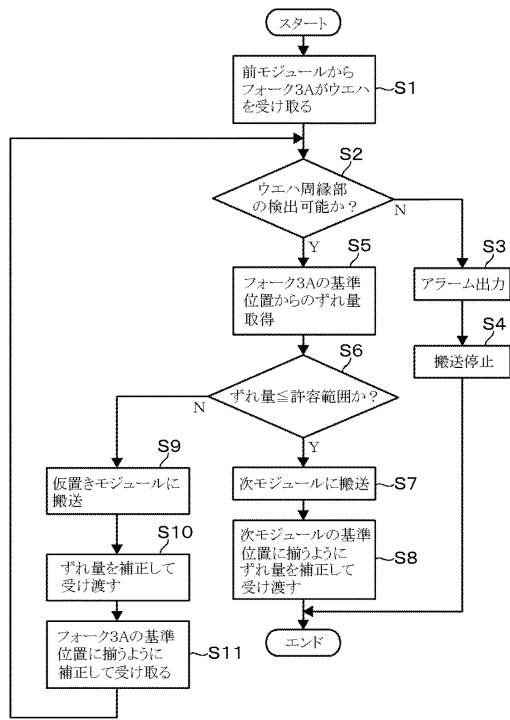 スタート
前モジュールから
フォーク3Aがウエハ
を受け取る
S1
S2
ウエハ周縁部
の検出可能か？
N
Y
S3
アラーム出力
S4
搬送停止
S5
フォーク3Aの基準
位置からのずれ量
取得
S6
ずれ量≦許容範囲か？
N
Y
S7
次モジュールに搬送
S8
次モジュールの基準
位置に揃うように
ずれ量を補正して
受け渡す
S9
仮置きモジュールに
搬送
S10
ずれ量を補正して
受け渡す
フォーク3Aの基準
位置に揃うように
補正して受け取る
S11
エンド